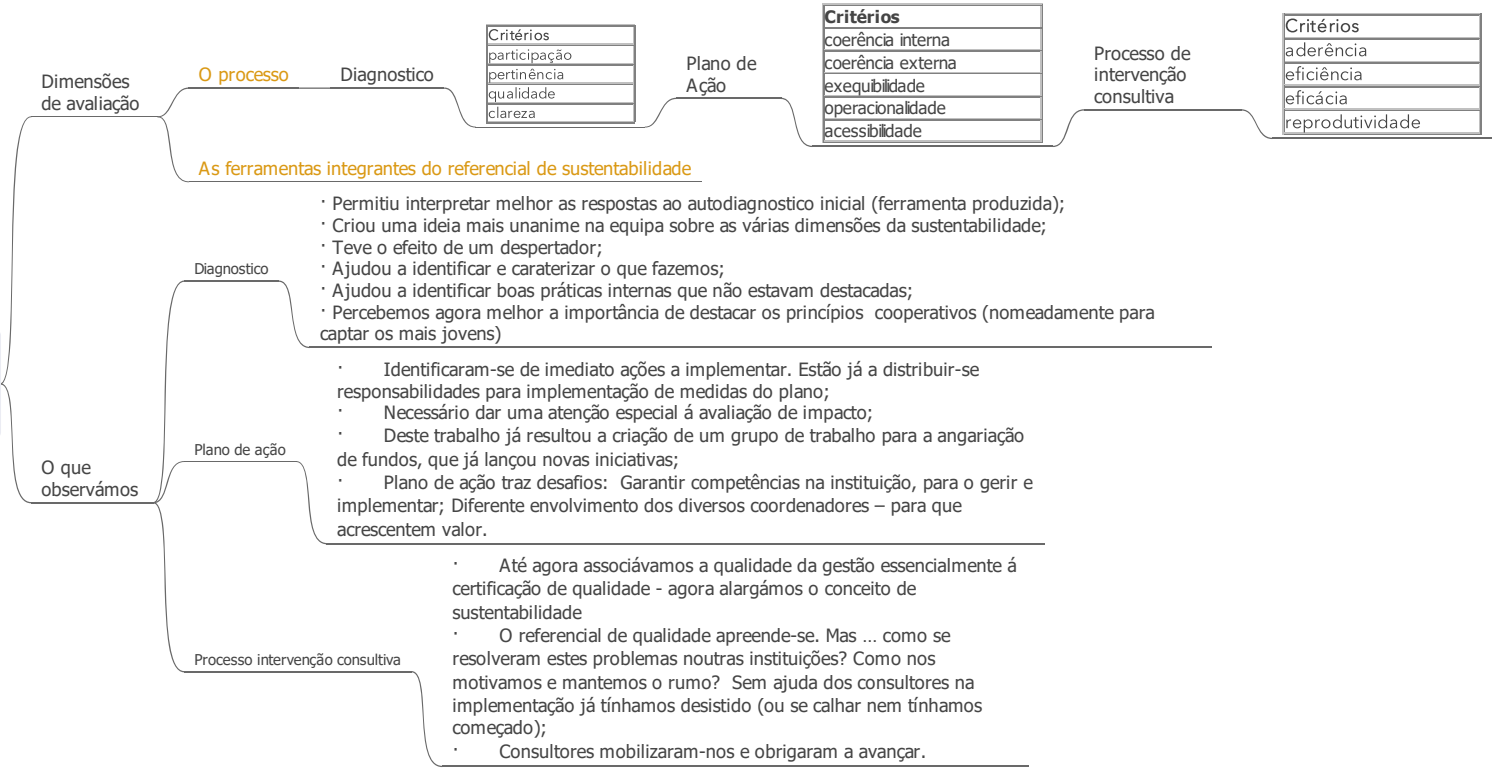 Dimensões
de avaliação
O processo
Diagnostico
Critérios
participação
pertinência
qualidade
clareza
Plano de
Ação
Critérios
coerência interna
coerência externa
exequibilidade
operacionalidade
acessibilidade
Processo de
intervenção
consultiva
Critérios
aderência
eficiência
eficácia
reprodutividade
As ferramentas integrantes do referencial de sustentabilidade
O que
observámos
Diagnostico
· Permitiu interpretar melhor as respostas ao autodiagnostico inicial (ferramenta produzida);
· Criou uma ideia mais unanime na equipa sobre as várias dimensões da sustentabilidade;
· Teve o efeito de um despertador;
· Ajudou a identificar e caraterizar o que fazemos;
· Ajudou a identificar boas práticas internas que não estavam destacadas;
· Percebemos agora melhor a importância de destacar os princípios cooperativos (nomeadamente para
captar os mais jovens)
Plano de ação
· Identificaram-se de imediato ações a implementar. Estão já a distribuir-se
responsabilidades para implementação de medidas do plano;
· Necessário dar uma atenção especial á avaliação de impacto;
· Deste trabalho já resultou a criação de um grupo de trabalho para a angariação
de fundos, que já lançou novas iniciativas;
· Plano de ação traz desafios: Garantir competências na instituição, para o gerir e
implementar; Diferente envolvimento dos diversos coordenadores – para que
acrescentem valor.
Processo intervenção consultiva
· Até agora associávamos a qualidade da gestão essencialmente á
certificação de qualidade - agora alargámos o conceito de
sustentabilidade
· O referencial de qualidade apreende-se. Mas … como se
resolveram estes problemas noutras instituições? Como nos
motivamos e mantemos o rumo? Sem ajuda dos consultores na
implementação já tínhamos desistido (ou se calhar nem tínhamos
começado);
· Consultores mobilizaram-nos e obrigaram a avançar.